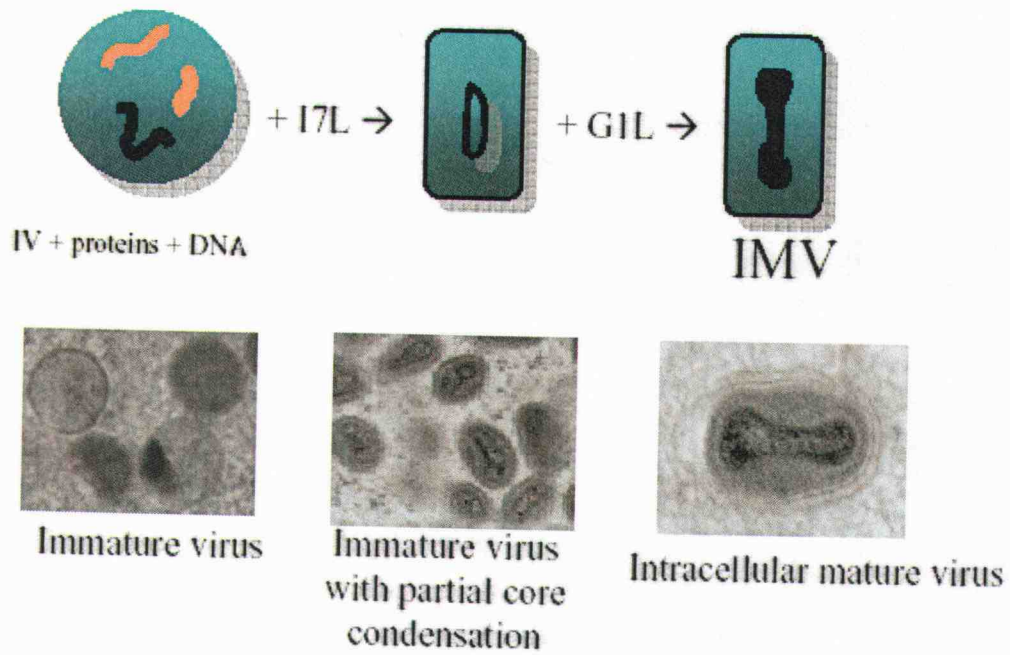 + I7L →
+ G1L →
IV + proteins + DNA
IMV
Immature virus
Immature virus
with partial core
condensation
Intracellular mature virus